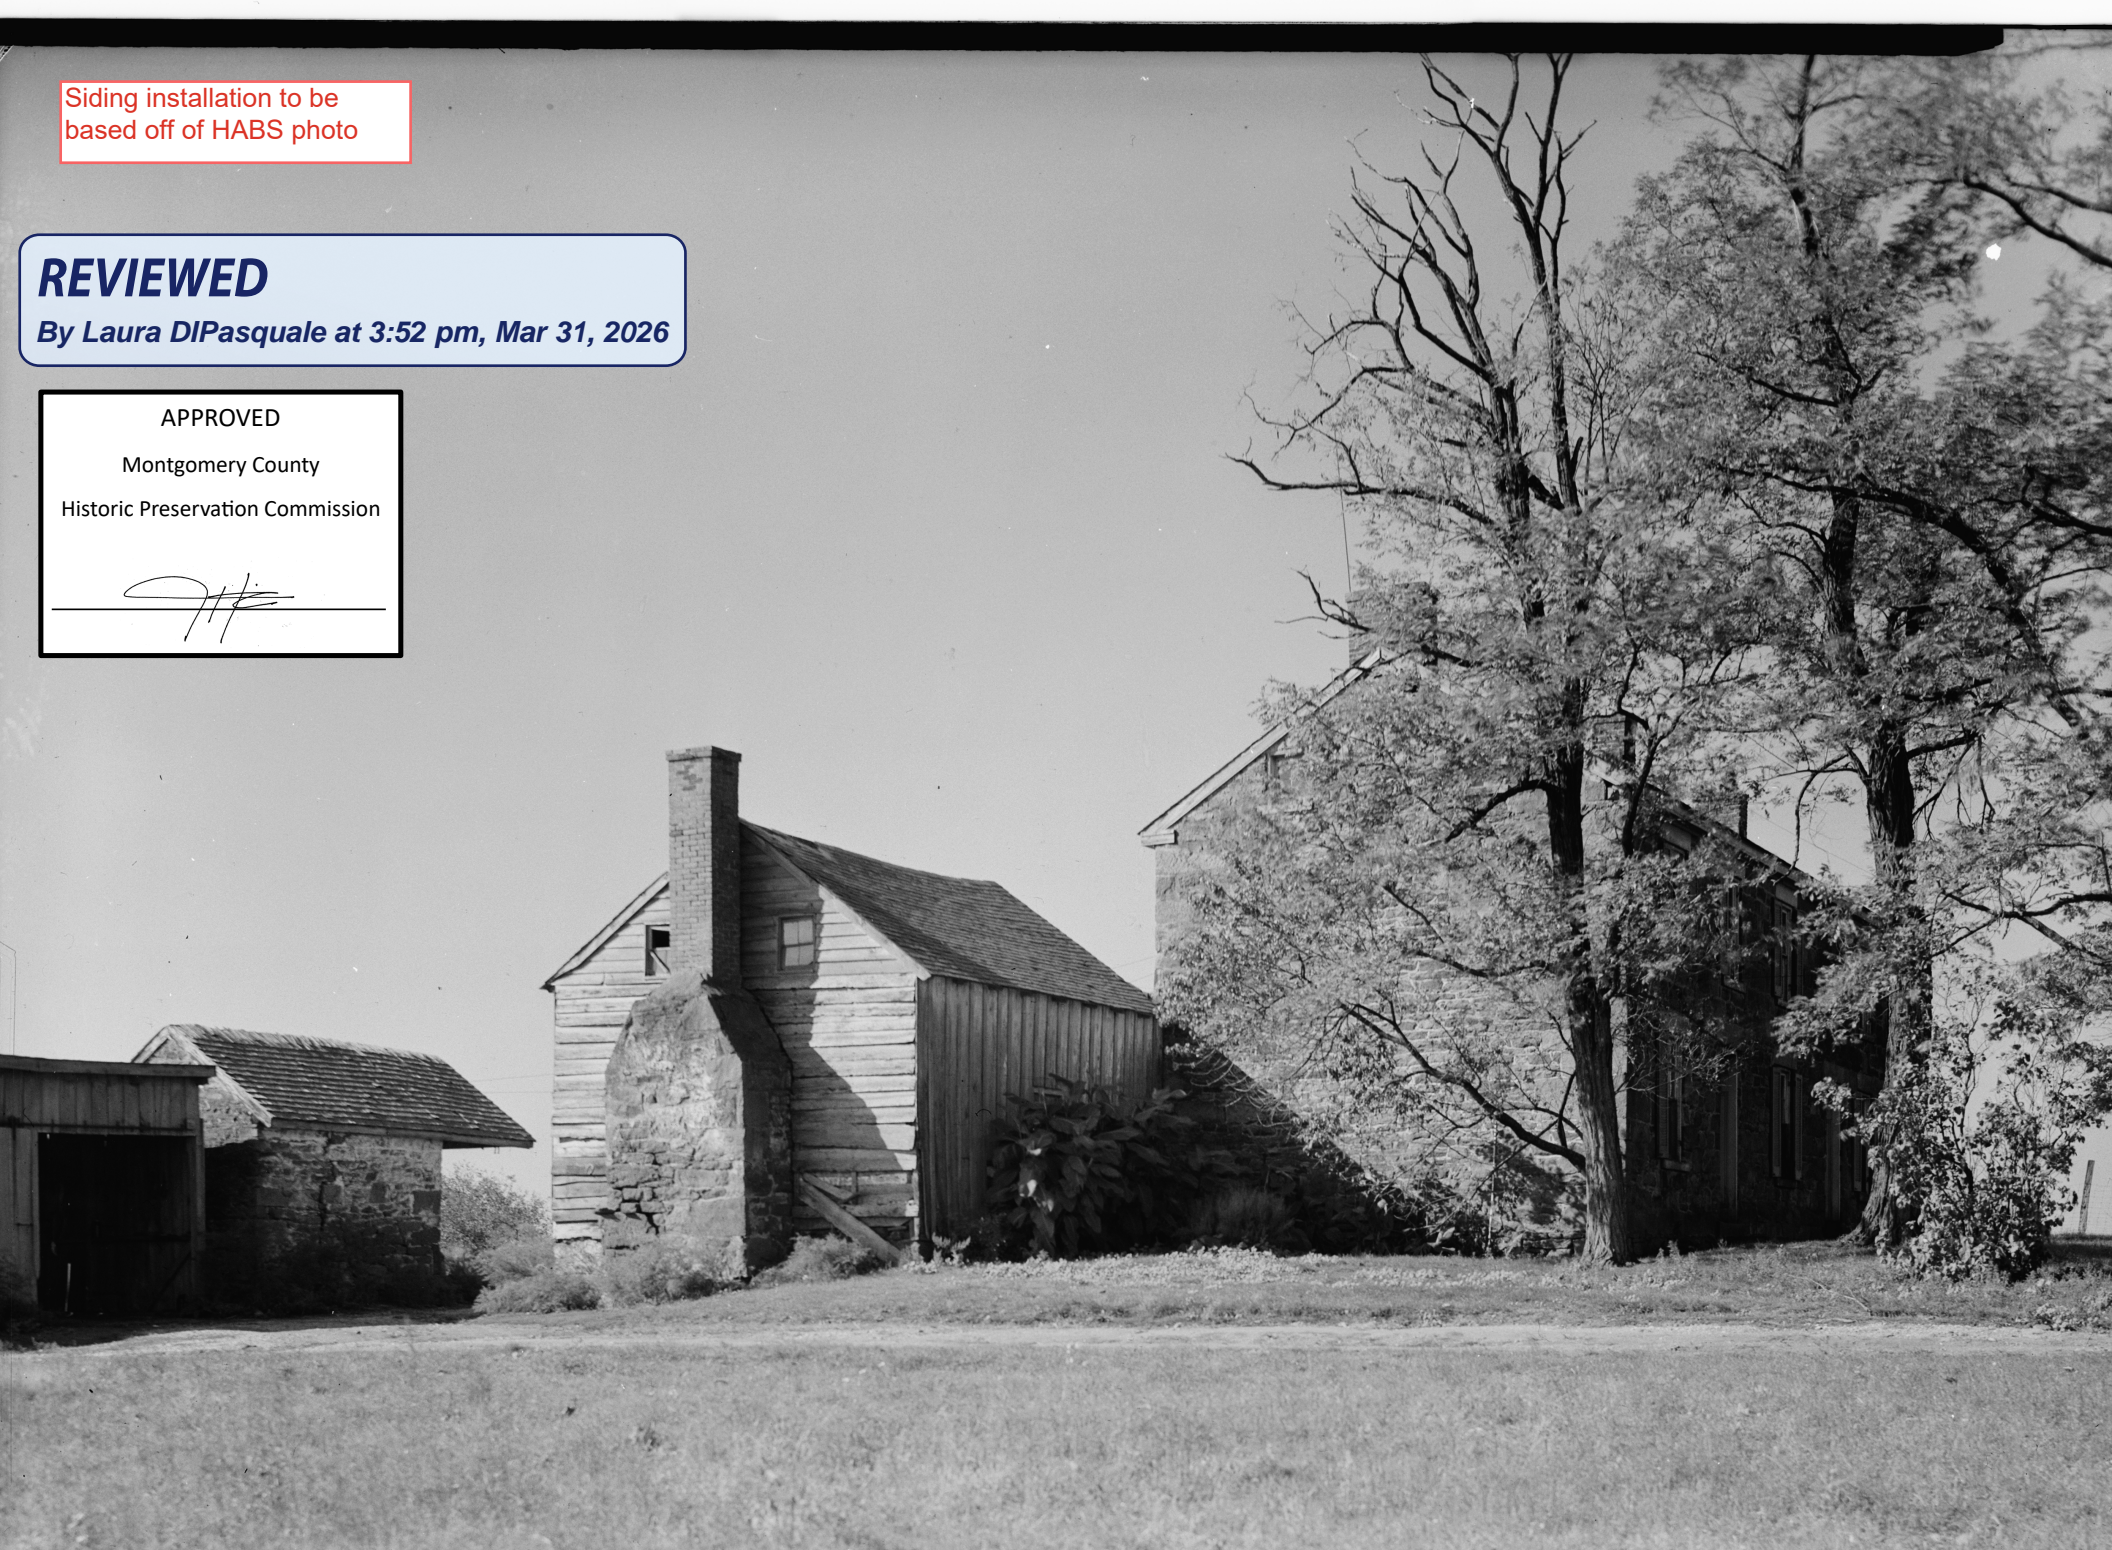 Siding installation to be
based off of HABS photo
REVIEWED
By Laura DIPasquale at 3:52 pm, Mar 31, 2026
APPROVED
Montgomery County
Historic Preservation Commission